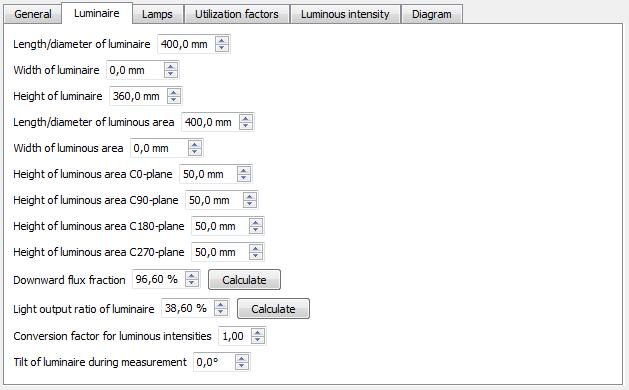 General Luminaire Lamps Utilization factors Luminous intensity Diagram
Length/diameter of luminaire 400,0 mm
Width of luminaire 0,0 mm
Height of luminaire 360,0 mm
Length/diameter of luminous area 400,0 mm
Width of luminous area 0,0 mm
Height of luminous area C0-plane 50,0 mm
Height of luminous area C90-plane 50,0 mm
Height of luminous area C180-plane 50,0 mm
Height of luminous area C270-plane 50,0 mm
Downward flux fraction 96,60 % Calculate
Light output ratio of luminaire 38,60 % Calculate
Conversion factor for luminous intensities 1,00
Tilt of luminaire during measurement 0,0°